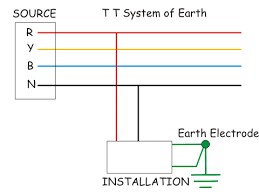 SOURCE
T T System of Earth
R
Y
B
N
Earth Electrode
INSTALLATION